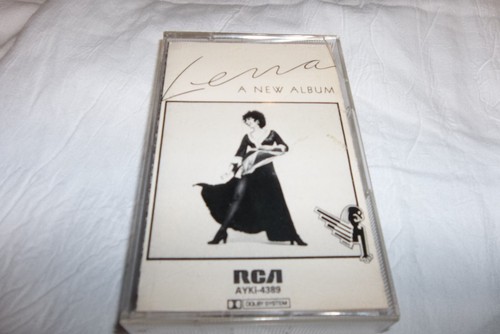 Lena
A NEW ALBUM
RCA
AYK1-4389
DOLBY SYSTEM